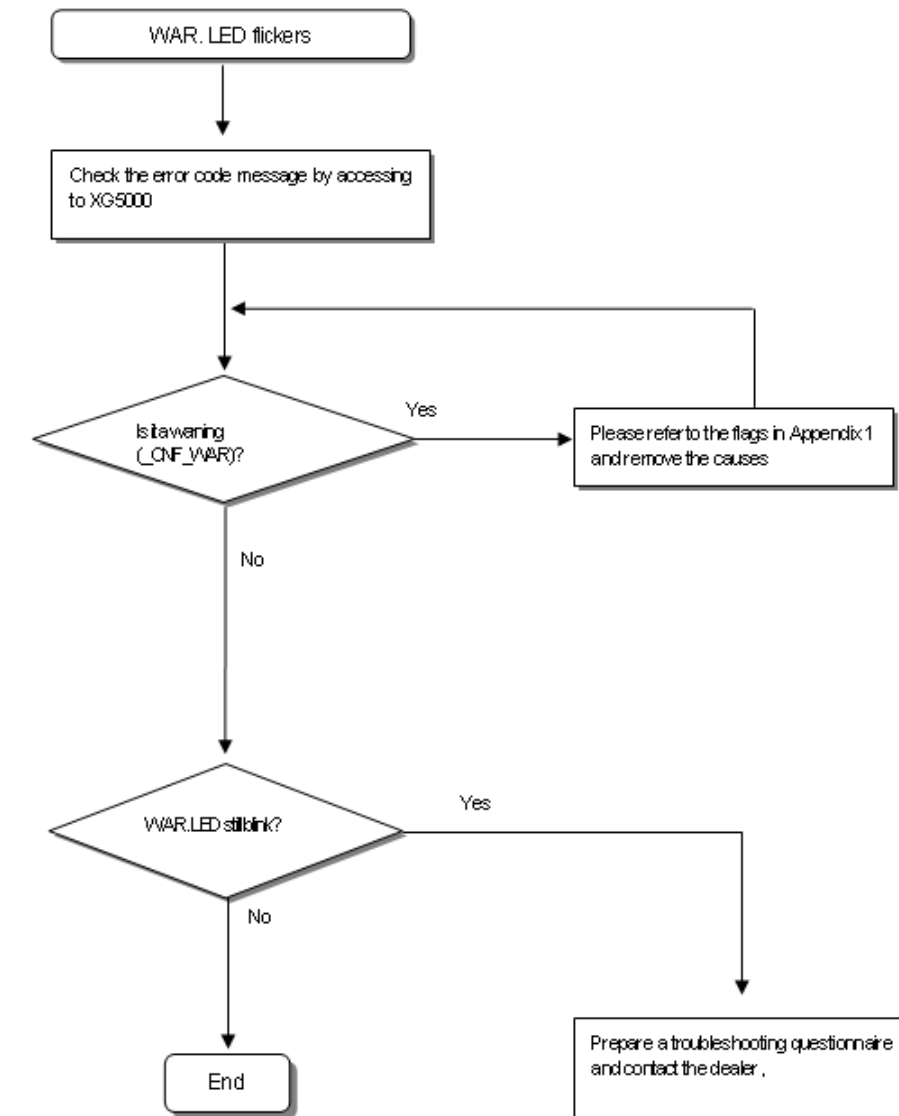 WAR. LED flickers
Check the error code message by accessing
to XG5000
Is it a warning
(_CNF_WAR)?
Yes
Please refer to the flags in Appendix 1
and remove the causes
No
WAR.LED still blink?
Yes
No
End
Prepare a troubleshooting questionnaire
and contact the dealer ,